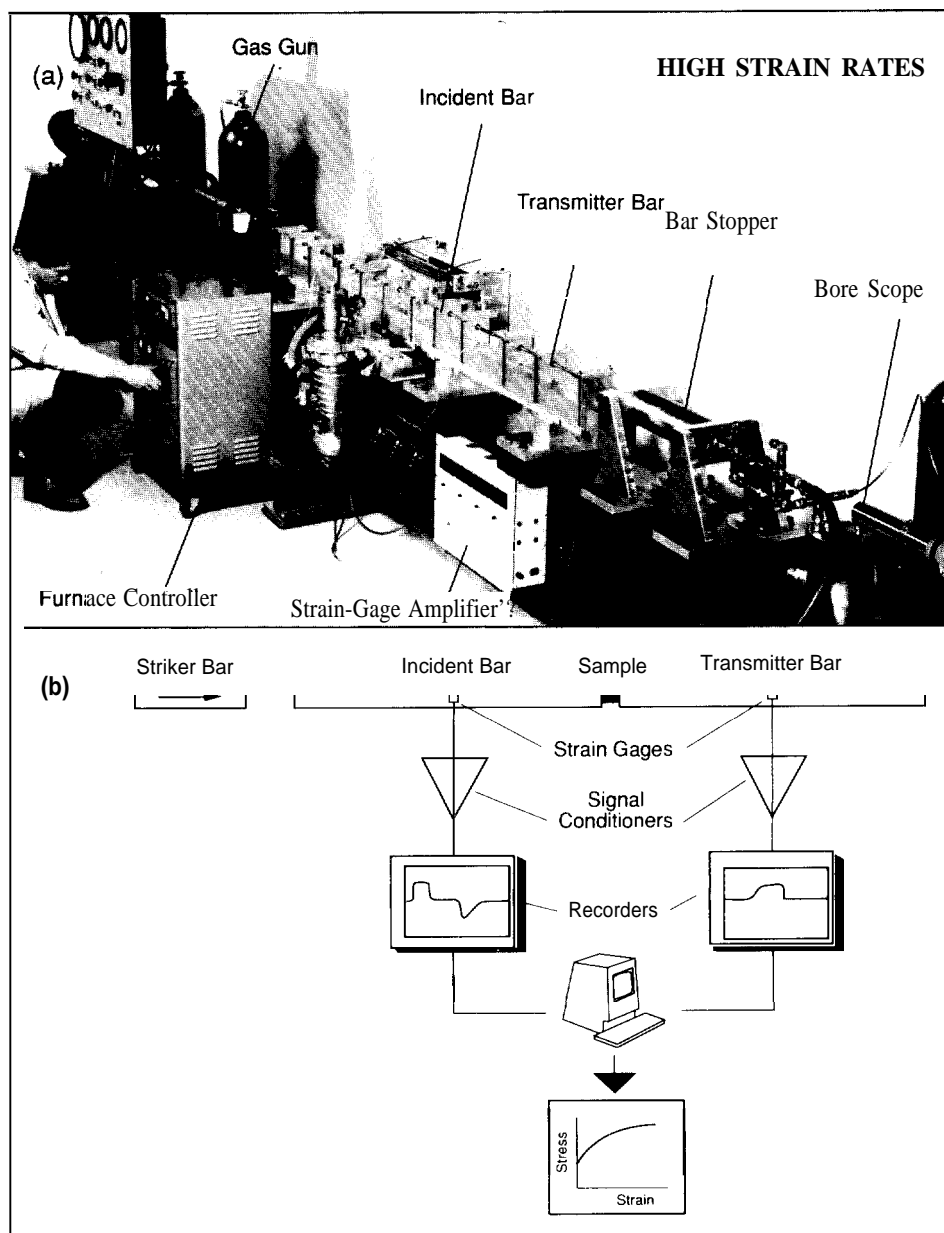 (a)
Gas Gun
HIGH STRAIN RATES
Incident Bar
Transmitter Bar
Bar Stopper
Bore Scope
Furnace Controller
Strain-Gage Amplifier'?
(b)
Striker Bar
Incident Bar
Sample
Transmitter Bar
Strain Gages
Signal
Conditioners
Recorders
Stress
Strain